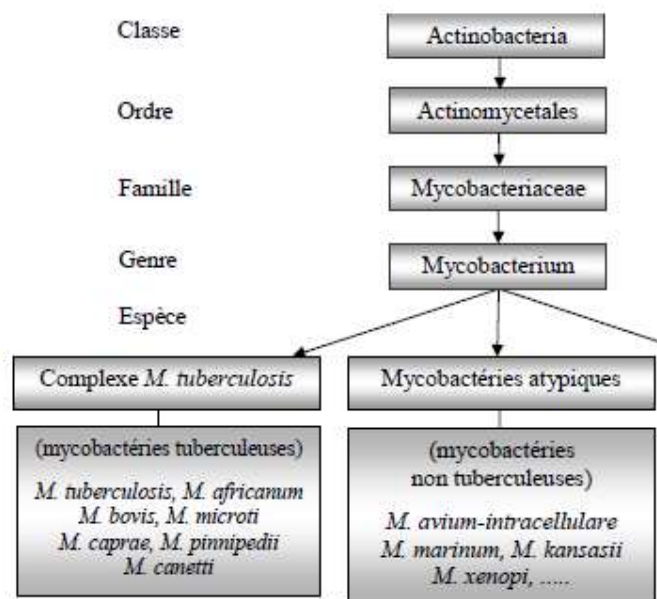 Classe
Actinobacteria
Ordre
Actinomycetales
Famille
Mycobacteriaceae
Genre
Mycobacterium
Espèce
Complexe M. tuberculosis
(mycobactéries tuberculeuses)
M. tuberculosis, M. africanum
M. bovis, M. microti
M. caprae, M. pinnipedii
M. canetti
Mycobactéries atypiques
(mycobactéries
non tuberculeuses)
M. avium-intracellulare
M. marinum, M. kansasii
M. xenopi, .....